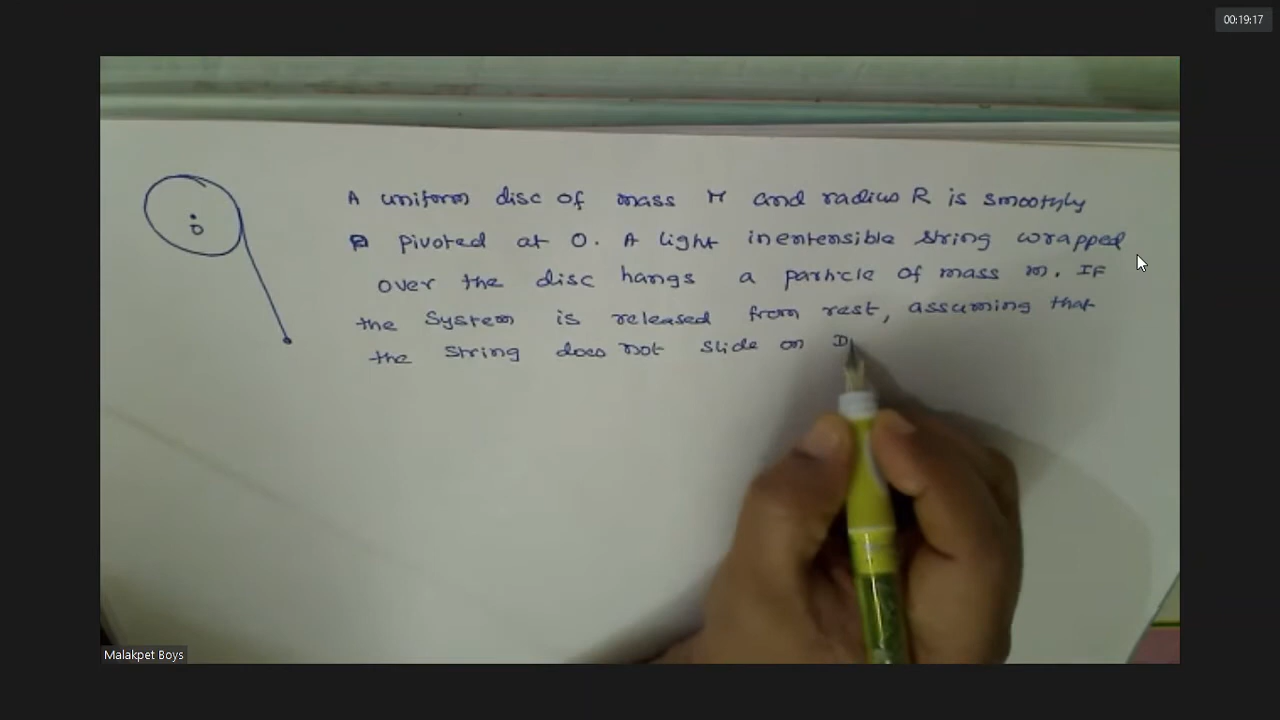 00:19:17
A uniform disc of mass M and radius R is smoothly
pivoted at O. A light inextensible string wrapped
over the disc hangs a particle of mass m. IF
the system is released from rest, assuming that
the string does not slide on D
O
Malakpet Boys